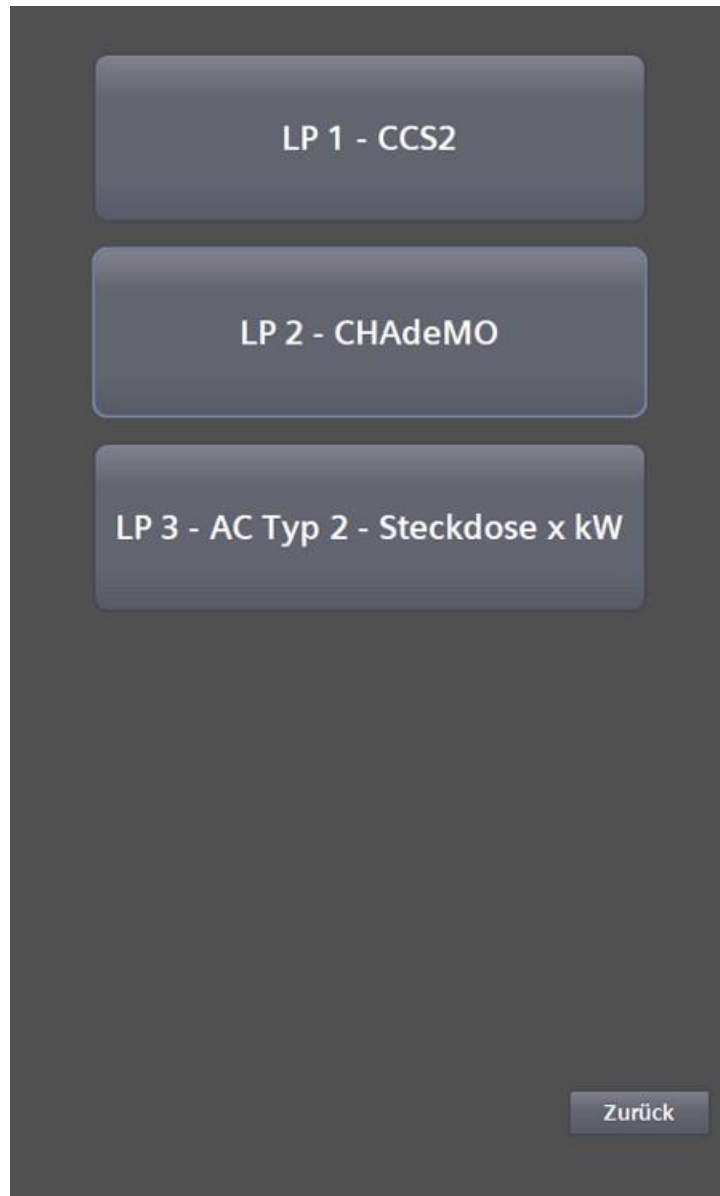 LP 1 - CCS2
LP 2 - CHAdeMO
LP 3 - AC Typ 2 - Steckdose x kW
Zurück